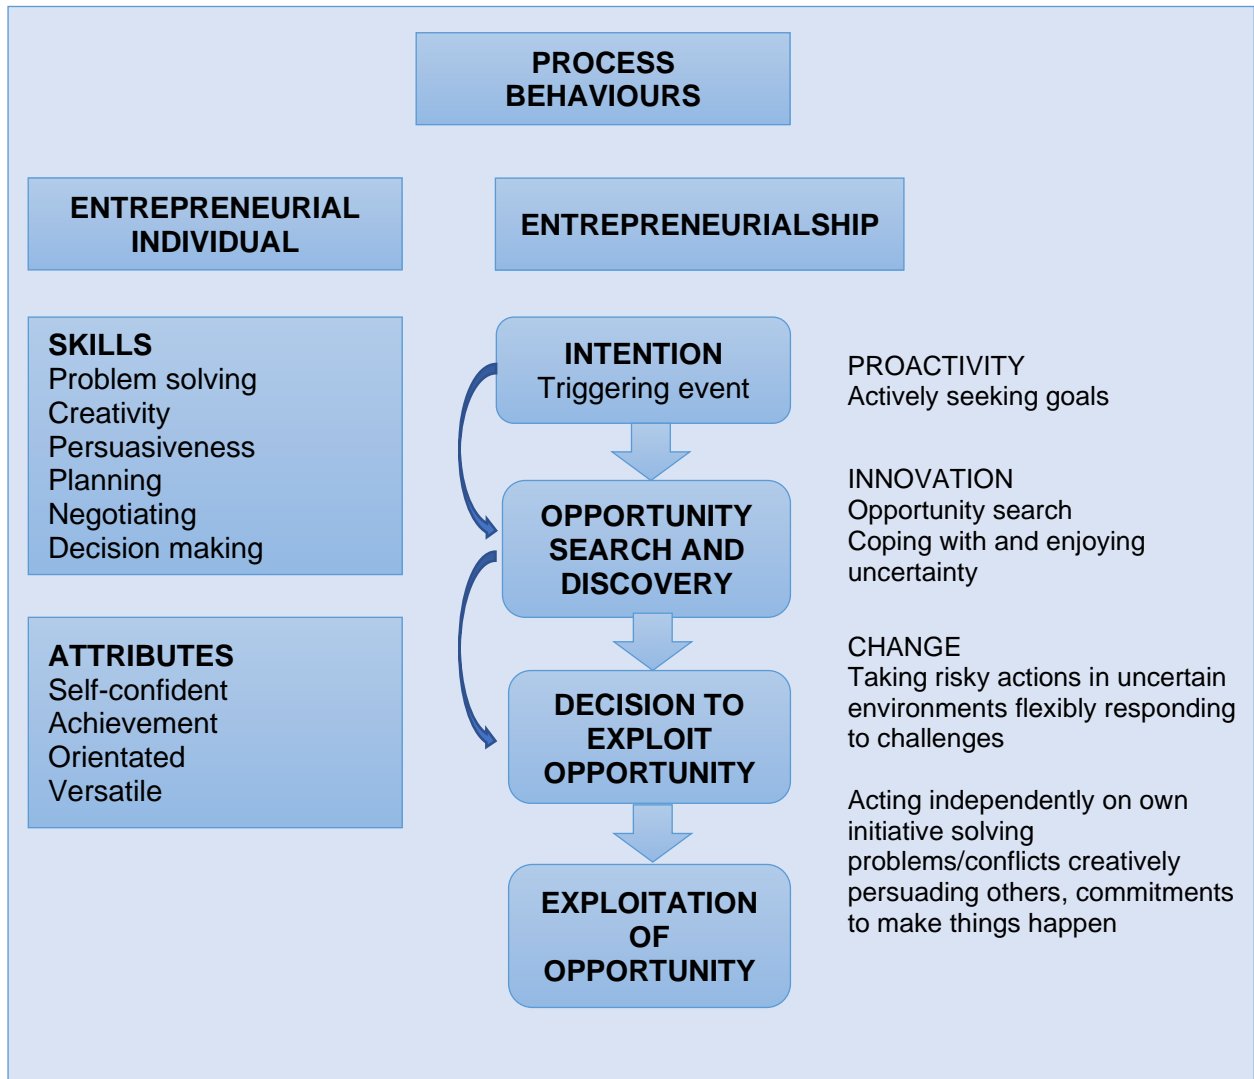 PROCESS
BEHAVIOURS
ENTREPRENEURIAL
INDIVIDUAL
ENTREPRENEURIALSHIP
SKILLS
Problem solving
Creativity
Persuasiveness
Planning
Negotiating
Decision making
ATTRIBUTES
Self-confident
Achievement
Orientated
Versatile
INTENTION
Triggering event
OPPORTUNITY
SEARCH AND
DISCOVERY
DECISION TO
EXPLOIT
OPPORTUNITY
EXPLOITATION
OF
OPPORTUNITY
PROACTIVITY
Actively seeking goals
INNOVATION
Opportunity search
Coping with and enjoying
uncertainty
CHANGE
Taking risky actions in uncertain
environments flexibly responding
to challenges
Acting independently on own
initiative solving
problems/conflicts creatively
persuading others, commitments
to make things happen